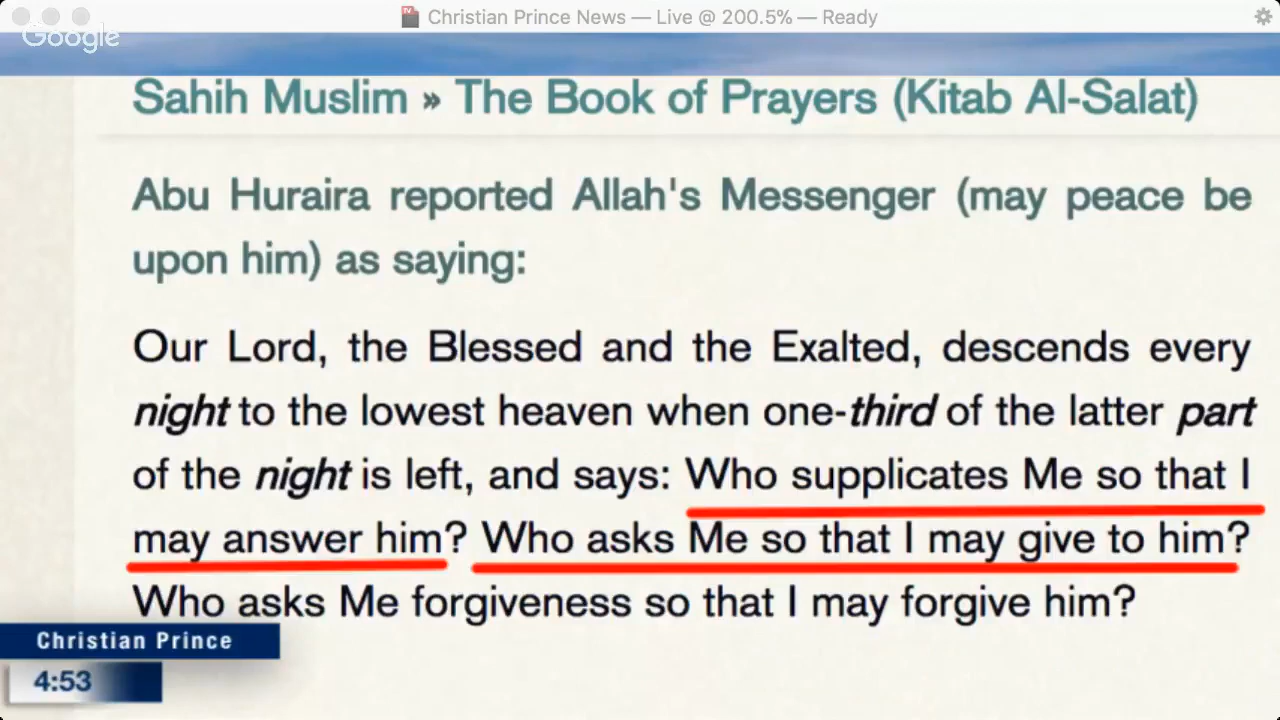 TV
Christian Prince News — Live @ 200.5% — Ready
Google
Sahih Muslim » The Book of Prayers (Kitab Al-Salat)
Abu Huraira reported Allah's Messenger (may peace be
upon him) as saying:
Our Lord, the Blessed and the Exalted, descends every
night to the lowest heaven when one-third of the latter part
of the night is left, and says: Who supplicates Me so that I
may answer him? Who asks Me so that I may give to him?
Who asks Me forgiveness so that I may forgive him?
Christian Prince
4:53